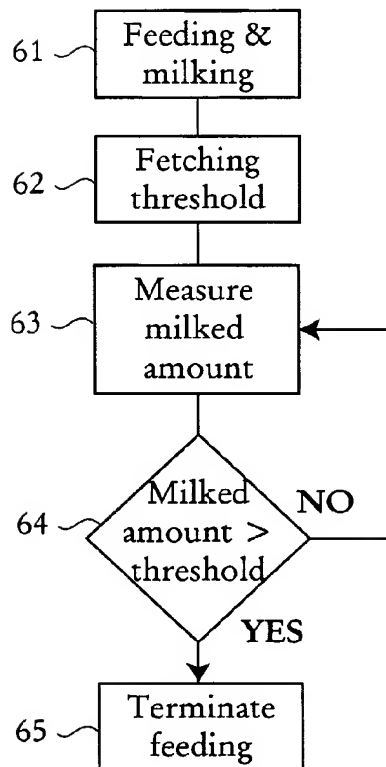 61
Feeding &
milking
62
Fetching
threshold
63
Measure
milked
amount
64
Milked
amount >
threshold
NO
YES
65
Terminate
feeding